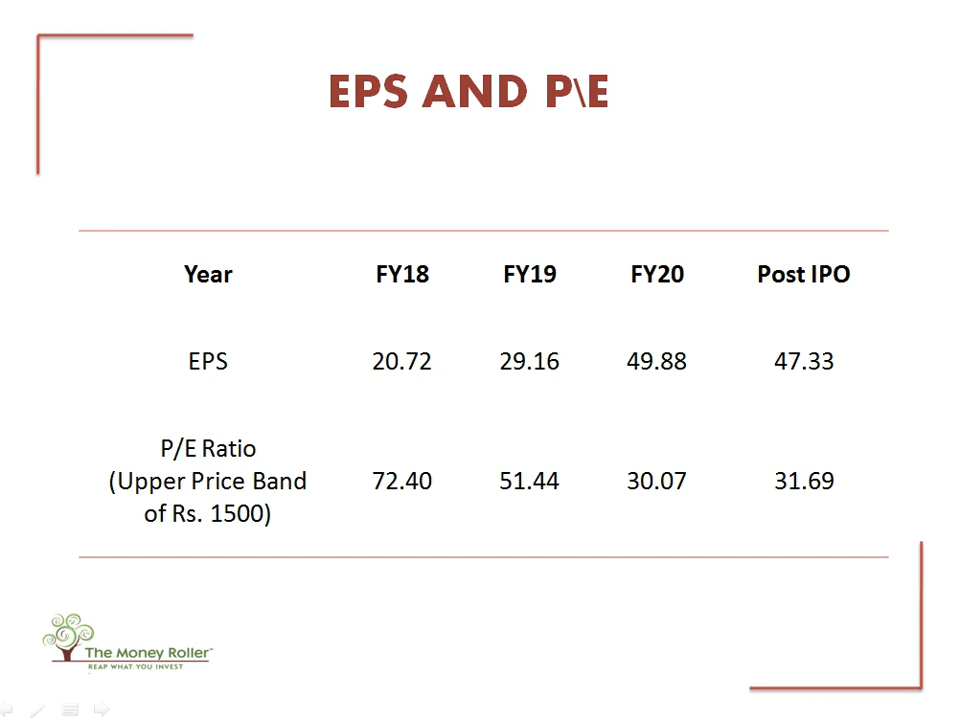 EPS AND P\E
Year FY18 FY19 FY20 Post IPO
EPS 20.72 29.16 49.88 47.33
P/E Ratio
(Upper Price Band 72.40 51.44 30.07 31.69
of Rs. 1500)
The Money Roller™
REAP WHAT YOU INVEST